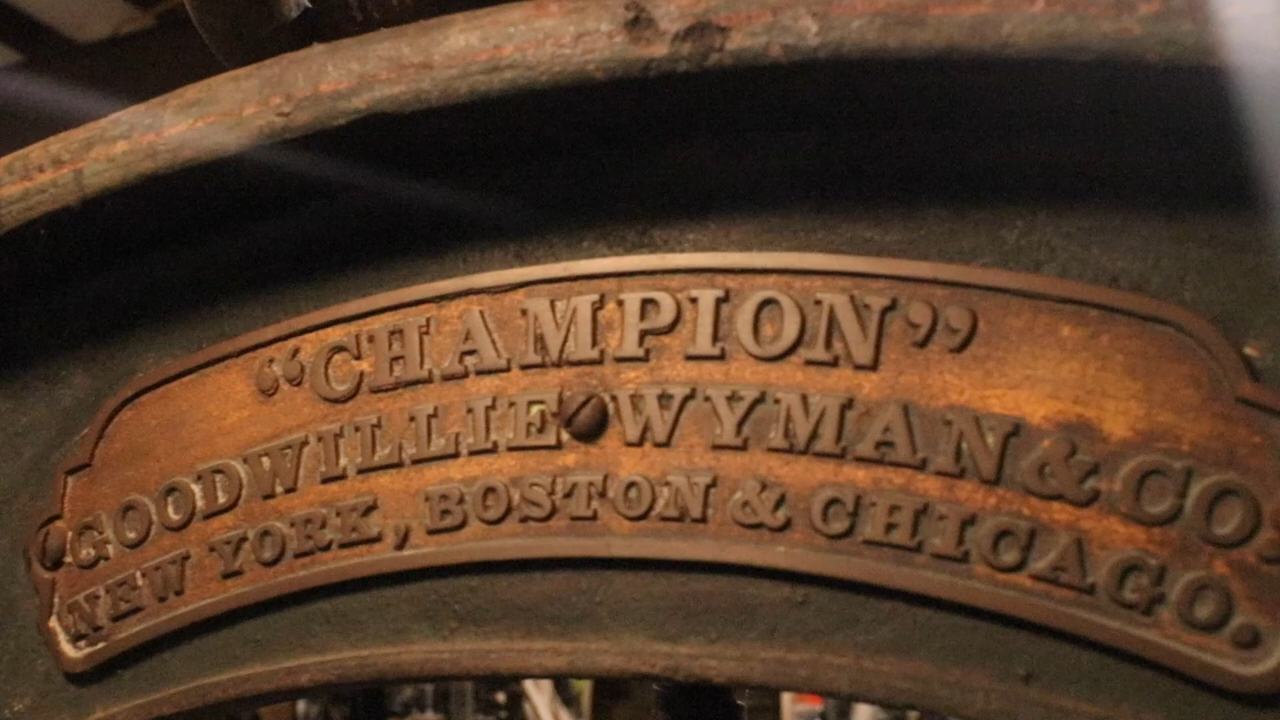 “CHAMPION”
GOODWILLIE WYMAN & CO.
NEW YORK, BOSTON & CHICAGO.